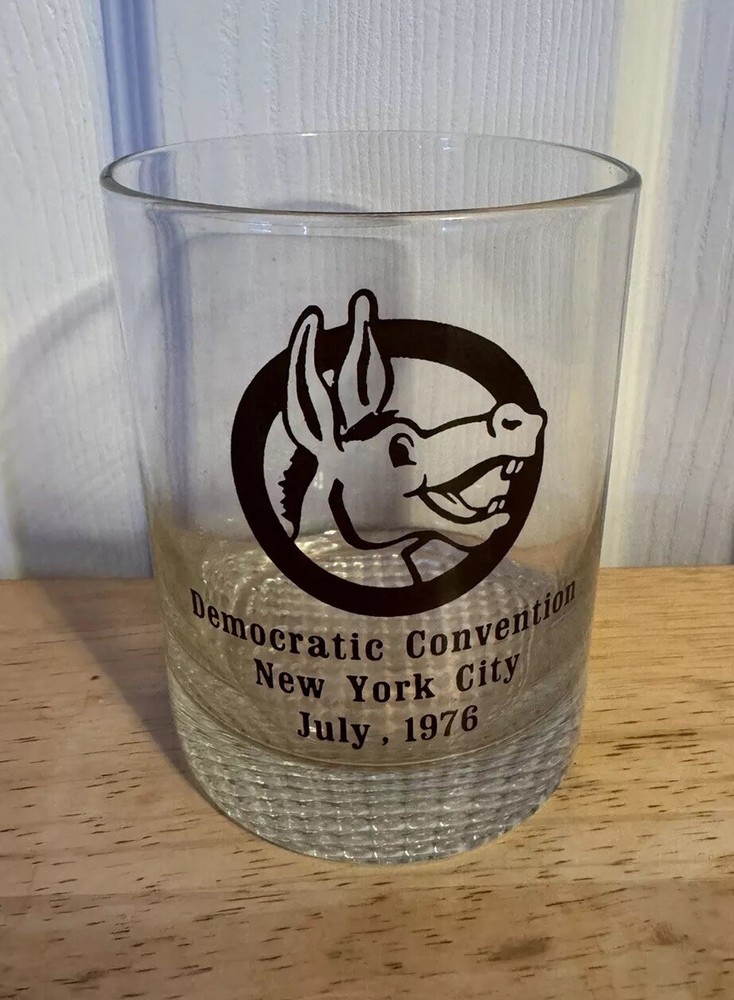 Democratic Convention
New York City
July, 1976